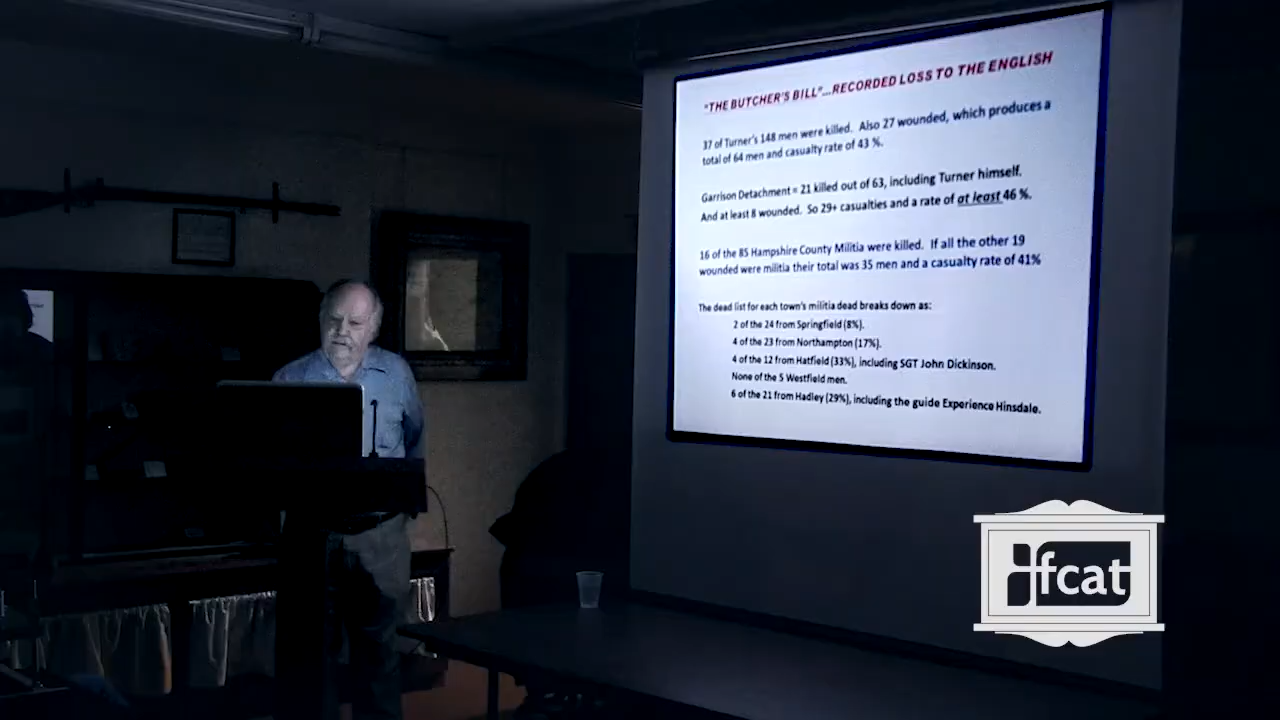 "THE BUTCHER'S BILL"...RECORDED LOSS TO THE ENGLISH
37 of Turner's 148 men were killed. Also 27 wounded, which produces a
total of 64 men and casualty rate of 43 %.
Garrison Detachment = 21 killed out of 63, including Turner himself.
And at least 8 wounded. So 29+ casualties and a rate of at least 46 %.
16 of the 85 Hampshire County Militia were killed. If all the other 19
wounded were militia their total was 35 men and a casualty rate of 41%
The dead list for each town's militia dead breaks down as:
2 of the 24 from Springfield (8%).
4 of the 23 from Northampton (17%).
4 of the 12 from Hatfield (33%), including SGT John Dickinson.
None of the 5 Westfield men.
6 of the 21 from Hadley (29%), including the guide Experience Hinsdale.
fcat